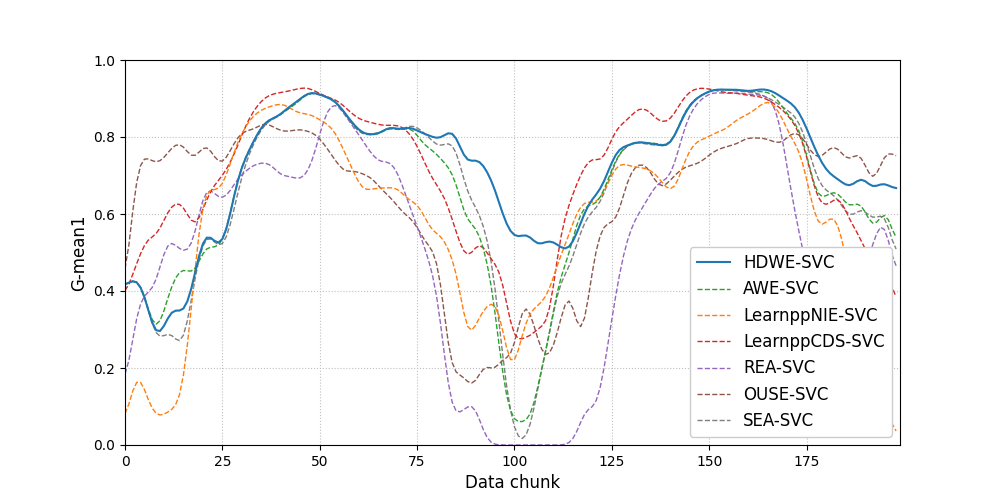 1.0
0.8
0.6
0.4
0.2
0.0
G-mean1
0 25 50 75 100 125 150 175
Data chunk
HDWE-SVC
AWE-SVC
LearnppNIE-SVC
LearnppCDS-SVC
REA-SVC
OUSE-SVC
SEA-SVC